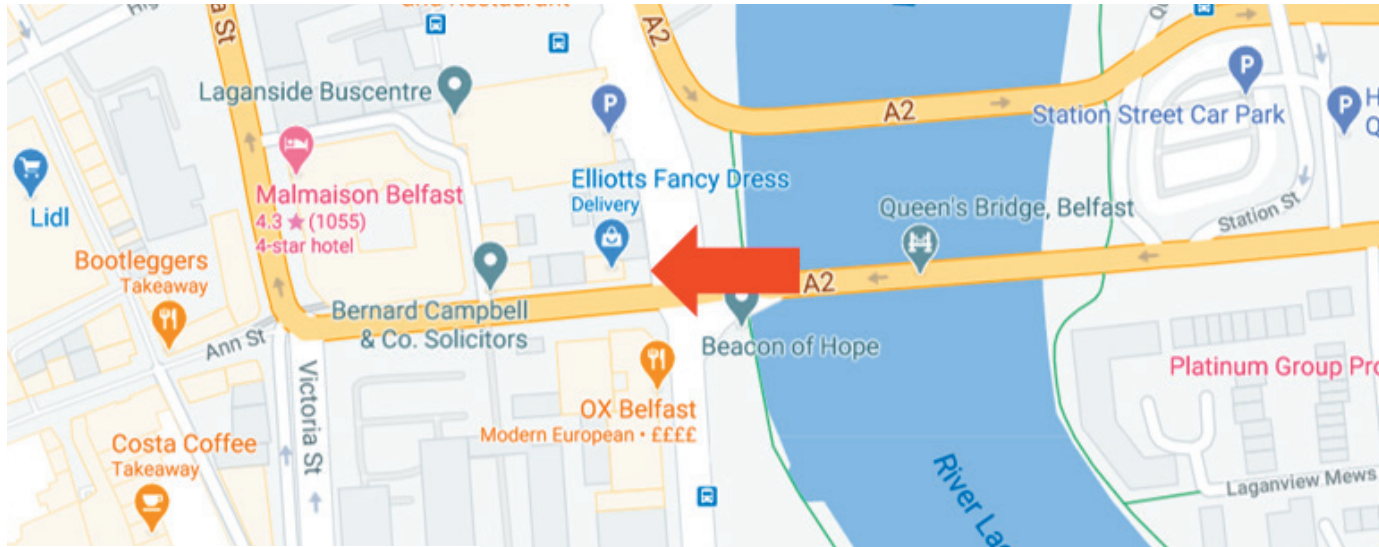 and Restaurant
A2
Laganside Buscentre
A2
Station Street Car Park
Malmaison Belfast
4.3 ★ (1055)
4-star hotel
Elliotts Fancy Dress
Delivery
Queen's Bridge, Belfast
Station St
Lidl
Bootleggers
Takeaway
A2
Bernard Campbell
& Co. Solicitors
Ann St
Beacon of Hope
Victoria St
Platinum Group Pro
OX Belfast
Modern European • ££££
Costa Coffee
Takeaway
River Lag
Laganview Mews